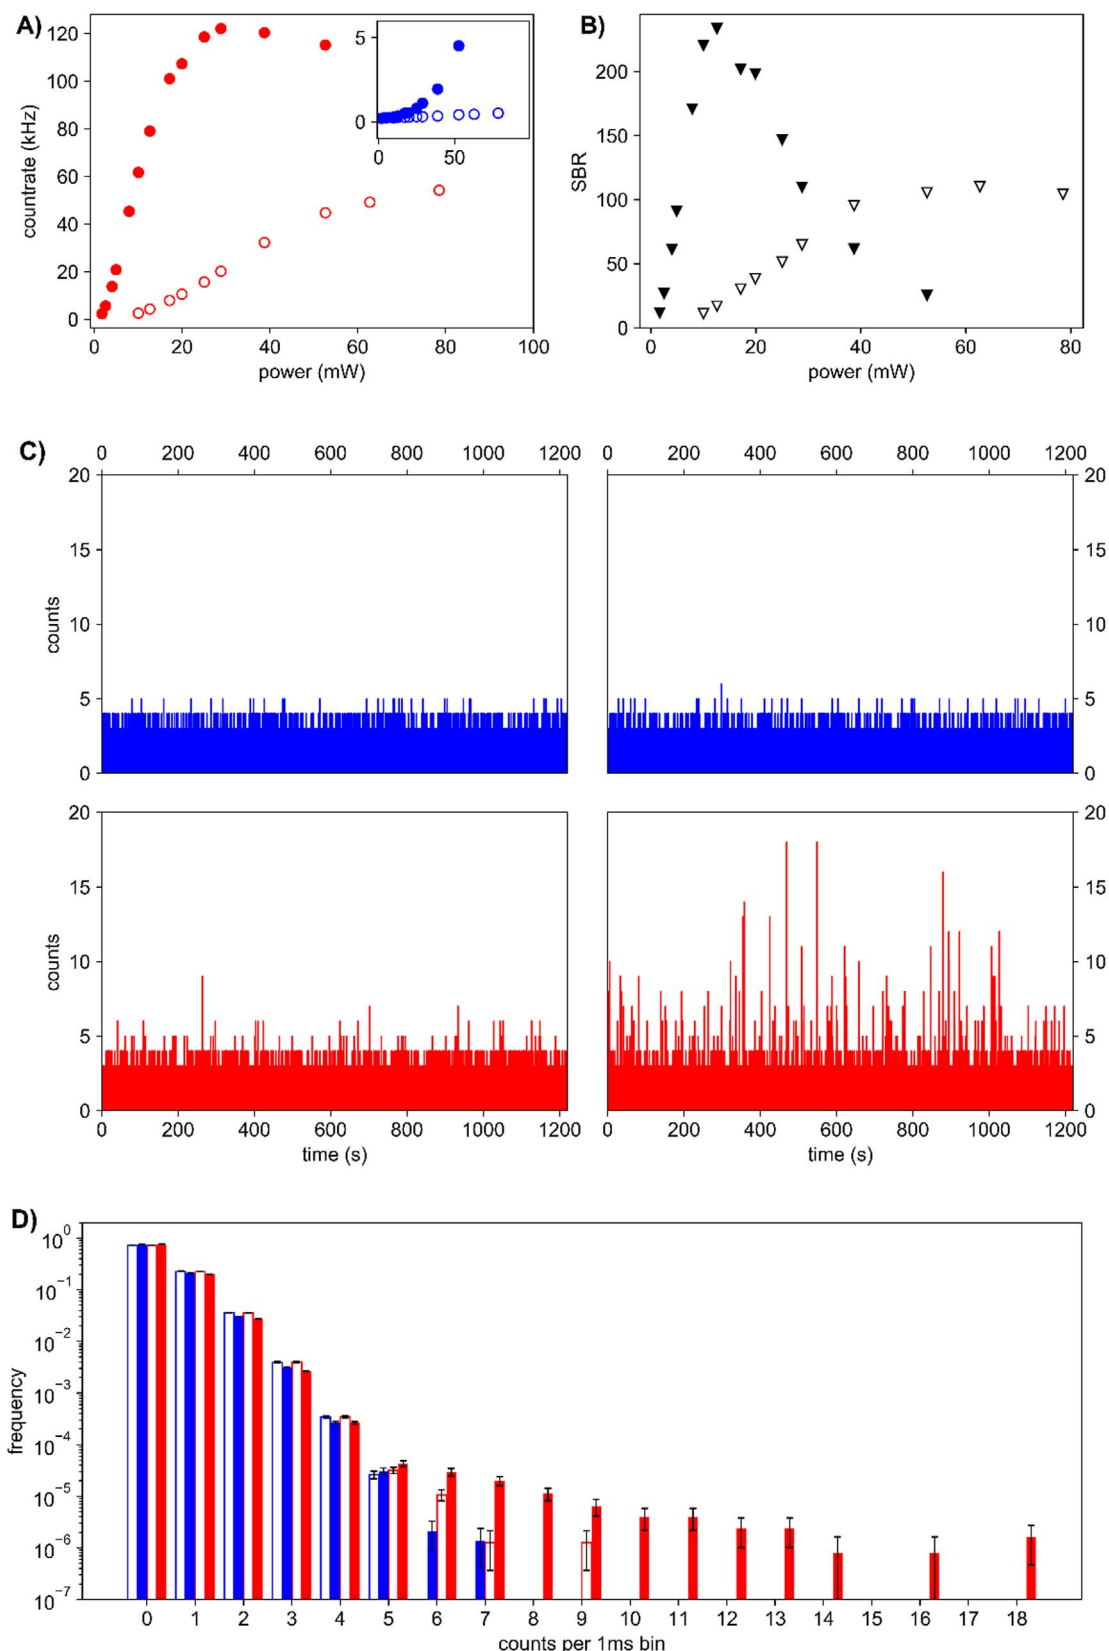 A)
countrate (kHz)
120
100
80
60
40
20
0
0 20 40 60 80 100
power (mW)
5
0
0 50
B)
SBR
200
150
100
50
0
0 20 40 60 80
power (mW)
C)
0 200 400 600 800 1000 1200
0 200 400 600 800 1000 1200
counts
20 20
15 15
10 10
5 5
0 0
counts
20 20
15 15
10 10
5 5
0 0
0 200 400 600 800 1000 1200
0 200 400 600 800 1000 1200
time (s)
time (s)
D)
frequency
10^0
10^-1
10^-2
10^-3
10^-4
10^-5
10^-6
10^-7
0 1 2 3 4 5 6 7 8 9 10 11 12 13 14 15 16 17 18
counts per 1ms bin